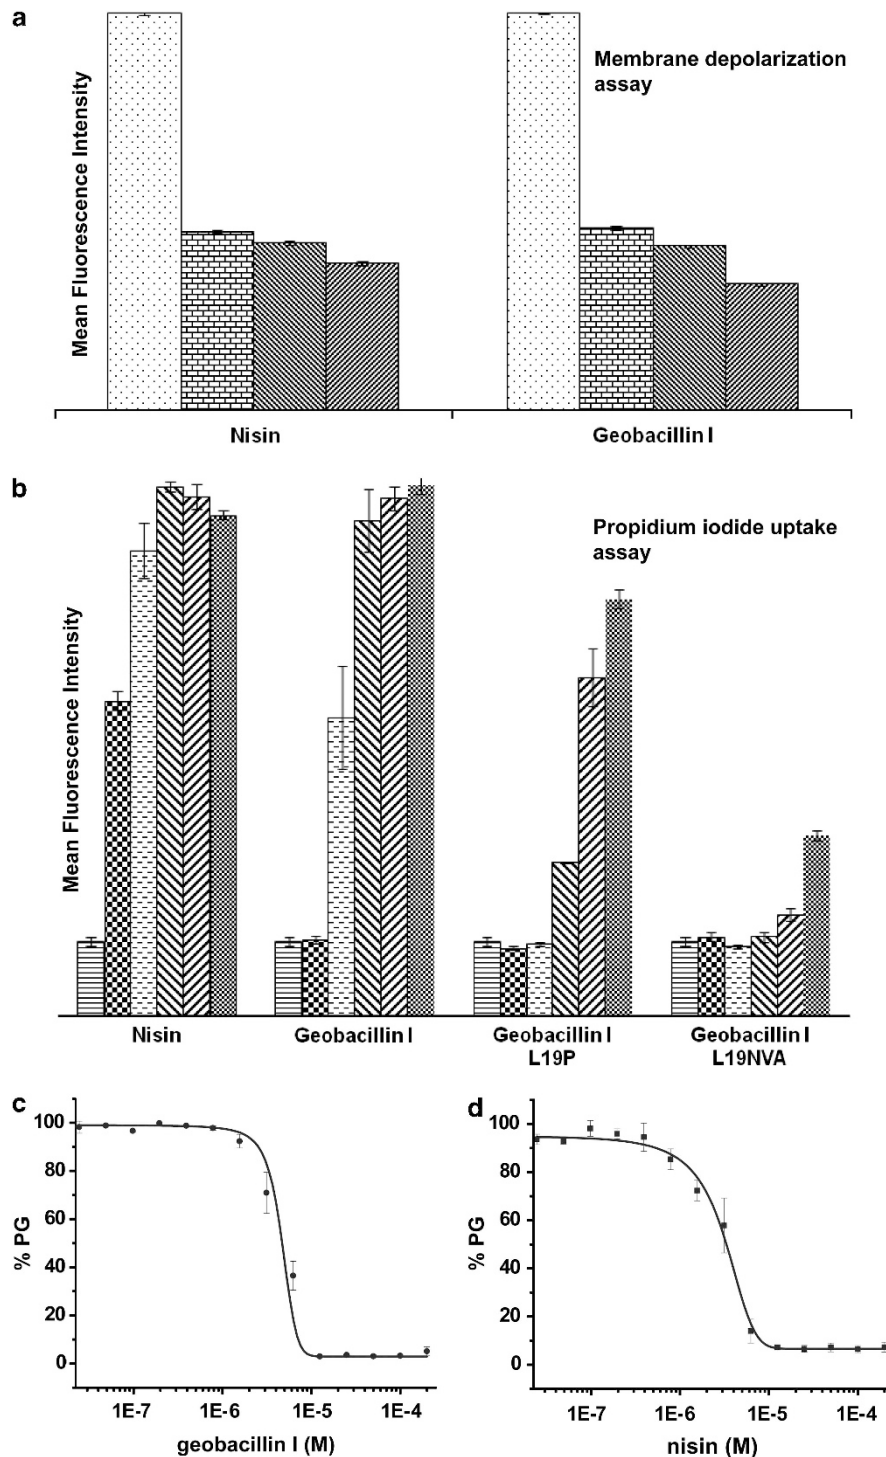 a
Membrane depolarization
assay
Mean Fluorescence Intensity
Nisin
Geobacillin I
b
Propidium iodide uptake
assay
Mean Fluorescence Intensity
Nisin
Geobacillin I
Geobacillin I
L19P
Geobacillin I
L19NVA
c
100
80
60
40
20
0
% PG
1E-7
1E-6
1E-5
1E-4
geobacillin I (M)
d
100
80
60
40
20
0
% PG
1E-7
1E-6
1E-5
1E-4
nisin (M)